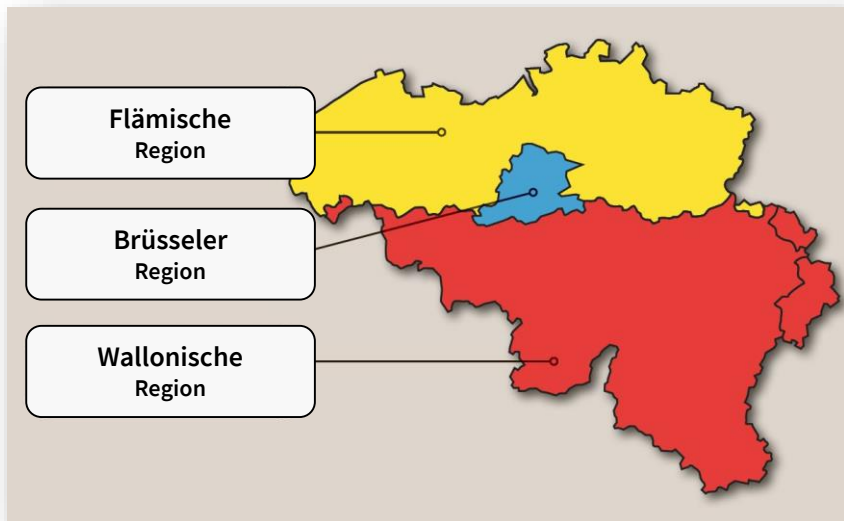 Flämische
Region
Brüsseler
Region
Wallonische
Region